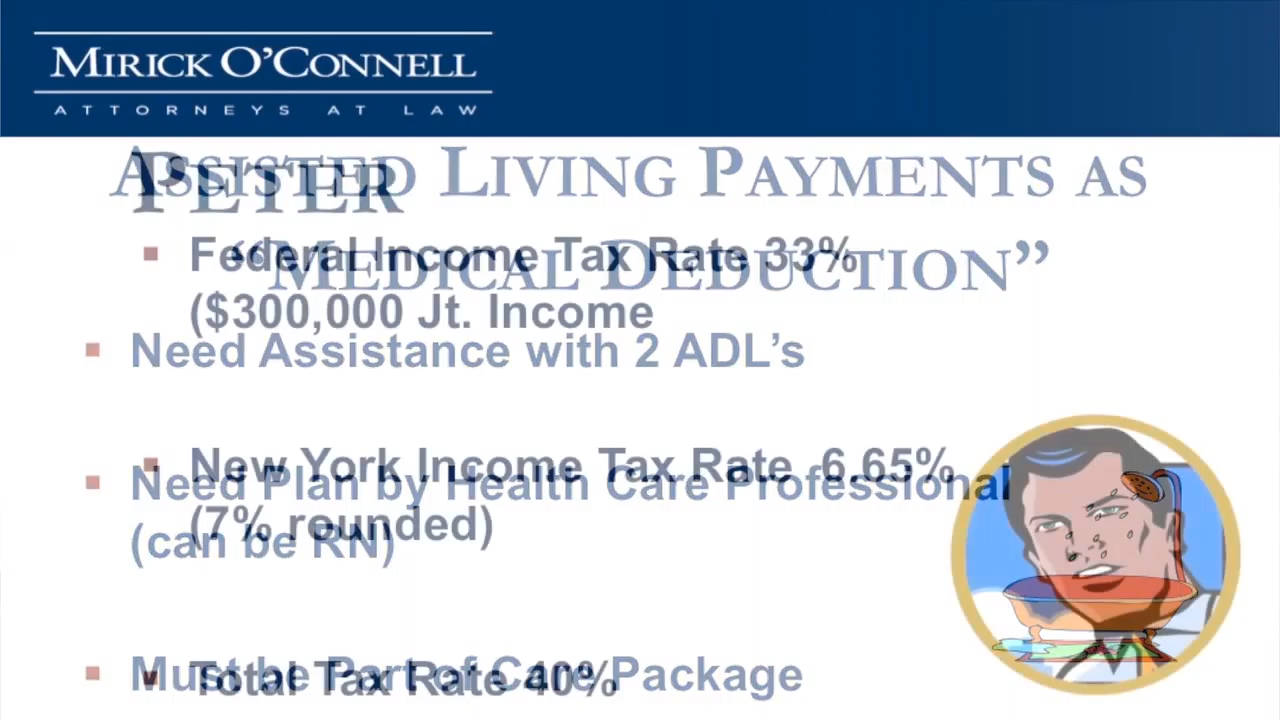 MIRICK O'CONNELL
ATTORNEYS AT LAW
PETER
Federal Income Tax Rate 33%
($300,000 Jt. Income
New York Income Tax Rate 6.65%
(7% rounded)
Total Tax Rate 40%
ASSISTED LIVING PAYMENTS AS
“MEDICAL DEDUCTION”
Need Assistance with 2 ADL’s
Need Plan by Health Care Professional
(can be RN)
Must be Part of Care Package